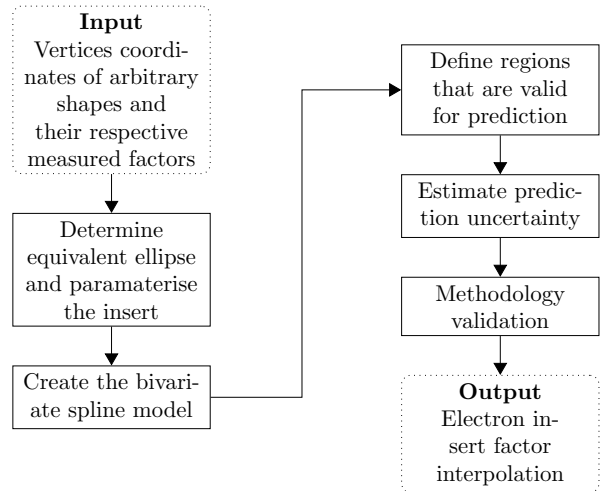 Input
Vertices coordi-
nates of arbitrary
shapes and
their respective
measured factors
Determine
equivalent ellipse
and paramaterise
the insert
Create the bivari-
ate spline model
Define regions
that are valid
for prediction
Estimate predic-
tion uncertainty
Methodology
validation
Output
Electron in-
sert factor
interpolation